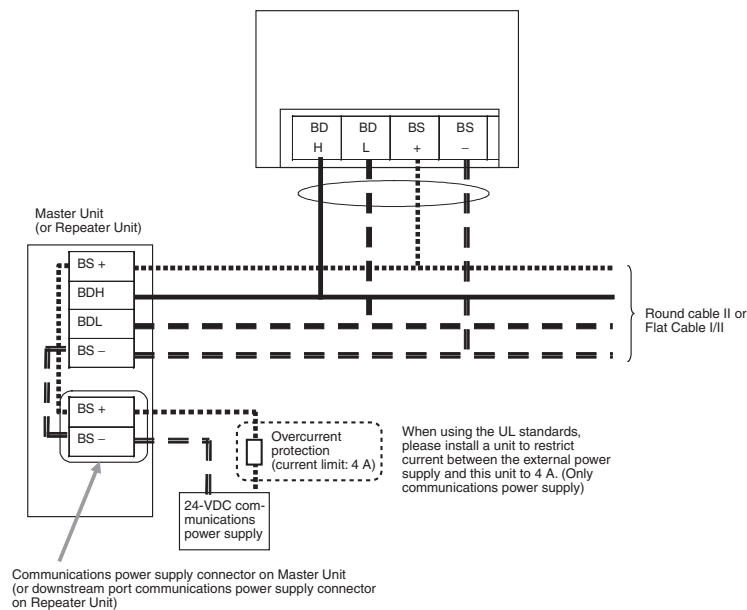 BD BD BS BS
H L + −
Master Unit
(or Repeater Unit)
BS +
BDH
BDL
BS −
Round cable II or
Flat Cable I/II
BS +
BS −
Overcurrent
protection
(current limit: 4 A)
When using the UL standards,
please install a unit to restrict
current between the external power
supply and this unit to 4 A. (Only
communications power supply)
24-VDC com-
munications
power supply
Communications power supply connector on Master Unit
(or downstream port communications power supply connector
on Repeater Unit)